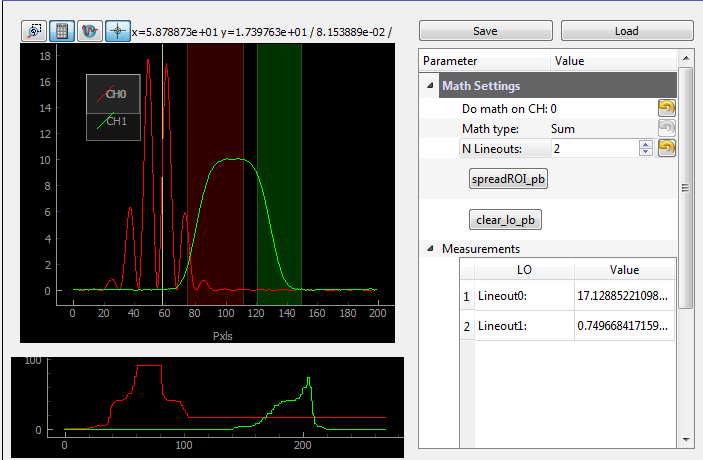 x=5.878873e+01 y=1.739763e+01 / 8.153889e-02 /
Save
Load
18
16
14
12
10
8
6
4
2
0
CH0
CH1
0
20
40
60
80
100
120
140
160
180
200
Pxls
Parameter
Value
Math Settings
Do math on CH: 0
Math type: Sum
N Lineouts: 2
spreadROI_pb
clear_lo_pb
Measurements
LO
Value
1 Lineout0: 17.12885221098...
2 Lineout1: 0.749668417159...
100
0
0
100
200